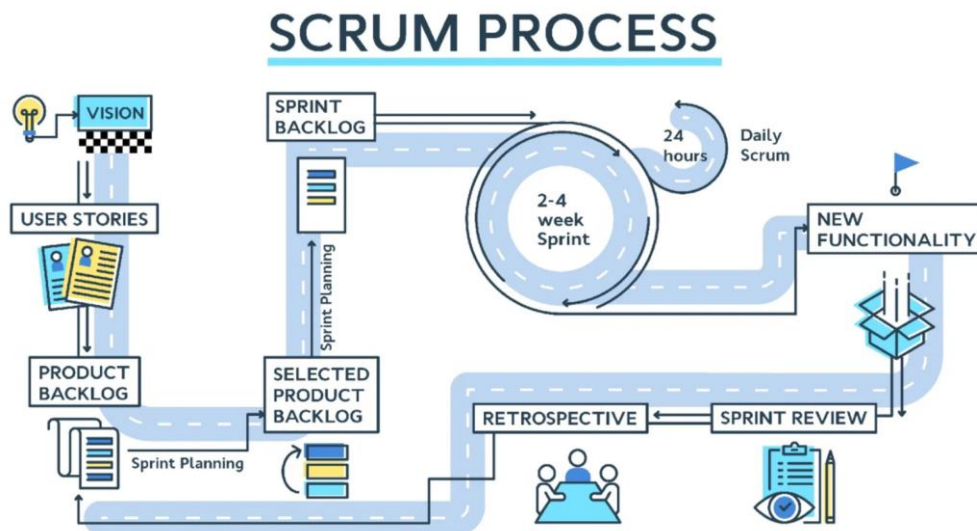 SCRUM PROCESS
VISION
USER STORIES
PRODUCT
BACKLOG
Sprint Planning
SELECTED
PRODUCT
BACKLOG
Sprint Planning
SPRINT
BACKLOG
2-4
week
Sprint
24
hours
Daily
Scrum
NEW
FUNCTIONALITY
SPRINT REVIEW
RETROSPECTIVE